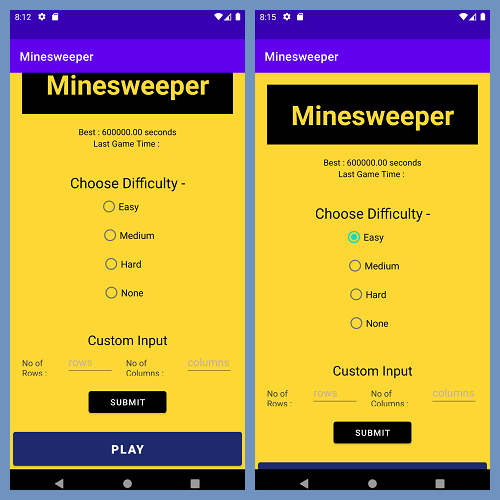 8:12
Minesweeper
Minesweeper
Best : 600000.00 seconds
Last Game Time :
Choose Difficulty -
Easy
Medium
Hard
None
Custom Input
No of Rows :
rows
No of Columns :
columns
SUBMIT
PLAY
8:15
Minesweeper
Minesweeper
Best : 600000.00 seconds
Last Game Time :
Choose Difficulty -
Easy
Medium
Hard
None
Custom Input
No of Rows :
rows
No of Columns :
columns
SUBMIT